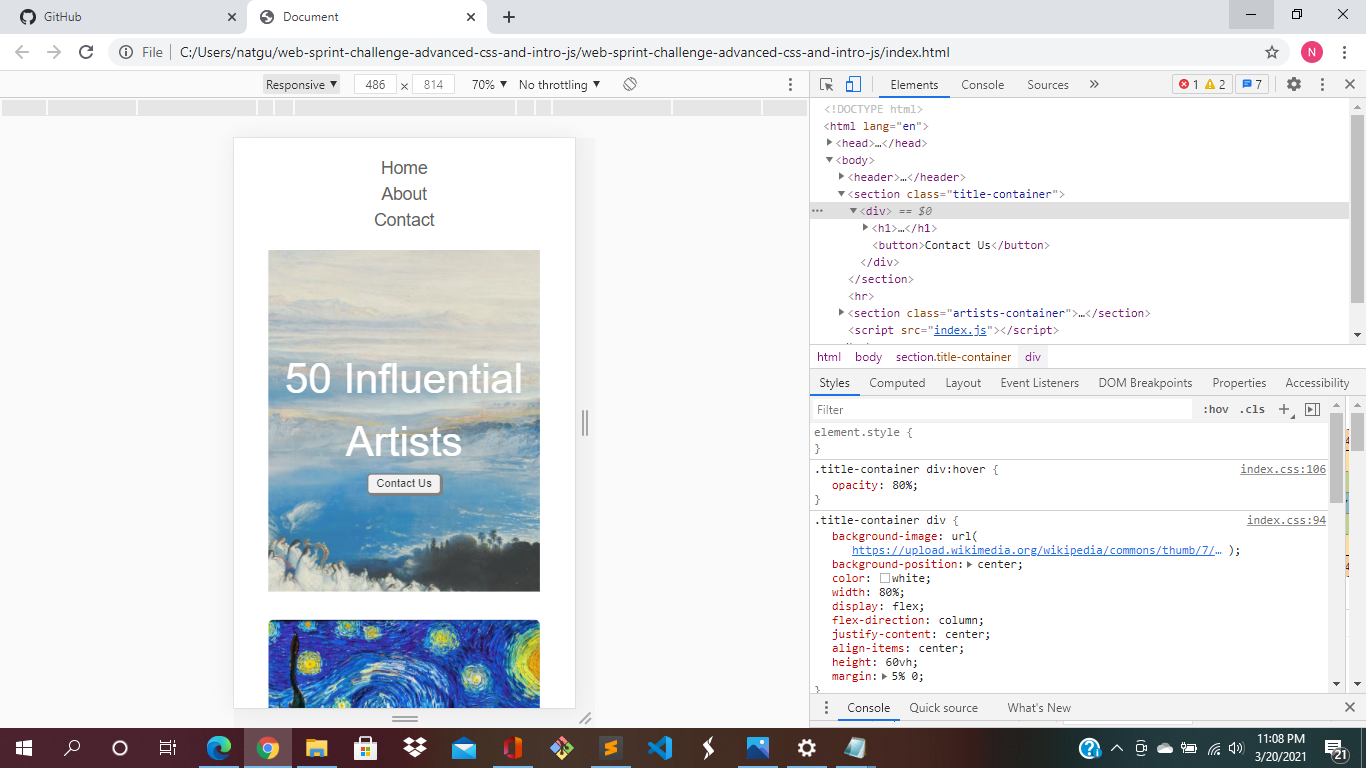 GitHub
Document
File | C:/Users/natgu/web-sprint-challenge-advanced-css-and-intro-js/web-sprint-challenge-advanced-css-and-intro-js/index.html
N
Responsive ▼ 486 × 814 70% ▼ No throttling ▼
Elements Console Sources » 1 2 7
Home
About
Contact
50 Influential
Artists
Contact Us
<!DOCTYPE html>
<html lang="en">
<head>…</head>
<body>
<header>…</header>
<section class="title-container">
<div> == $0
<h1>…</h1>
<button>Contact Us</button>
</div>
</section>
<hr>
<section class="artists-container">…</section>
<script src="index.js"></script>
html body section.title-container div
Styles Computed Layout Event Listeners DOM Breakpoints Properties Accessibility
Filter :hov .cls +
element.style {
}
.title-container div:hover { index.css:106
opacity: 80%;
}
.title-container div { index.css:94
background-image: url(
https://upload.wikimedia.org/wikipedia/commons/thumb/7/… );
background-position: center;
color: white;
width: 80%;
display: flex;
flex-direction: column;
justify-content: center;
align-items: center;
height: 60vh;
margin: 5% 0;
}
Console Quick source What's New
11:08 PM
3/20/2021
21